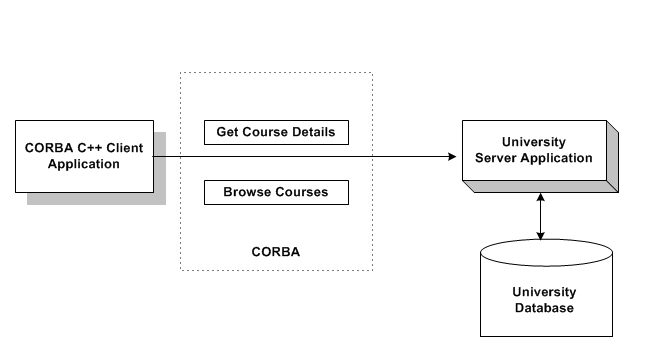 CORBA C++ Client
Application
Get Course Details
Browse Courses
CORBA
University
Server Application
University
Database